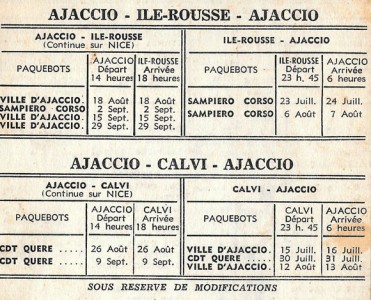 AJACCIO - ILE-ROUSSE - AJACCIO
AJACCIO - ILE-ROUSSE
(Continue sur NICE)
PAQUEBOTS
AJACCIO Départ 14 heures
ILE-ROUSSE Arrivée 18 heures
VILLE D'AJACCIO. 18 Août 18 Août
SAMPIERO CORSO 2 Sept. 2 Sept.
VILLE D'AJACCIO. 15 Sept. 15 Sept.
VILLE D'AJACCIO. 29 Sept. 29 Sept.
ILE-ROUSSE - AJACCIO
PAQUEBOTS
ILE-ROUSSE Départ 23 h. 45
AJACCIO Arrivée 6 heures
SAMPIERO CORSO 23 Juill. 24 Juill.
6 Août 7 Août
AJACCIO - CALVI - AJACCIO
AJACCIO - CALVI
(Continue sur NICE)
PAQUEBOTS
AJACCIO Départ 14 heures
CALVI Arrivée 18 heures
CDT QUERE ..... 26 Août 26 Août
CDT QUERE ..... 9 Sept. 9 Sept.
CALVI - AJACCIO
PAQUEBOTS
CALVI Départ 23 h. 45
AJACCIO Arrivée 6 heures
VILLE D'AJACCIO. 15 Juill. 16 Juill.
CDT QUERE ..... 30 Juill. 31 Juill.
VILLE D'AJACCIO. 12 Août 13 Août
SOUS RESERVE DE MODIFICATIONS